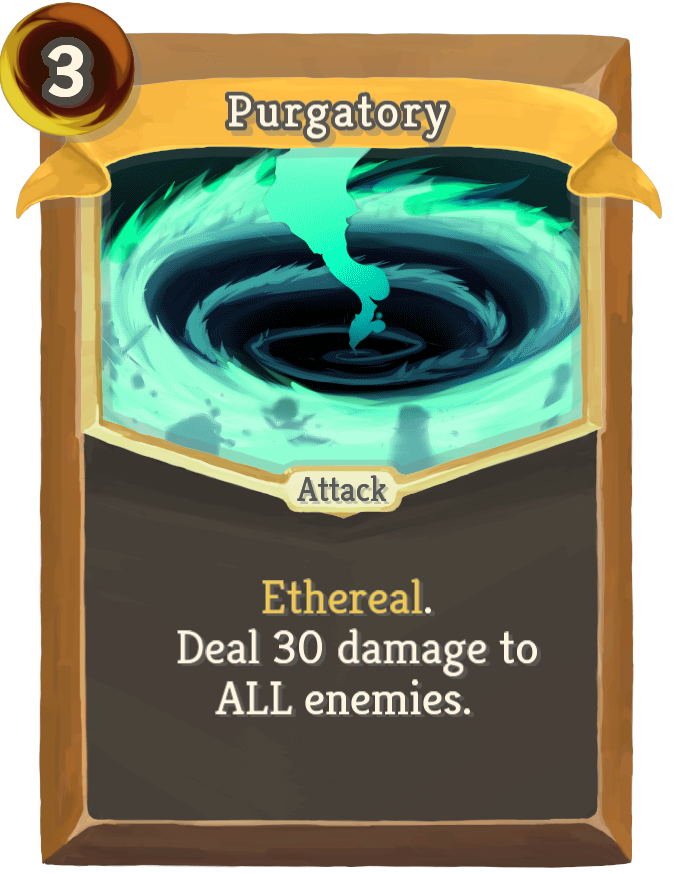 3
Purgatory
Attack
Ethereal.
Deal 30 damage to
ALL enemies.